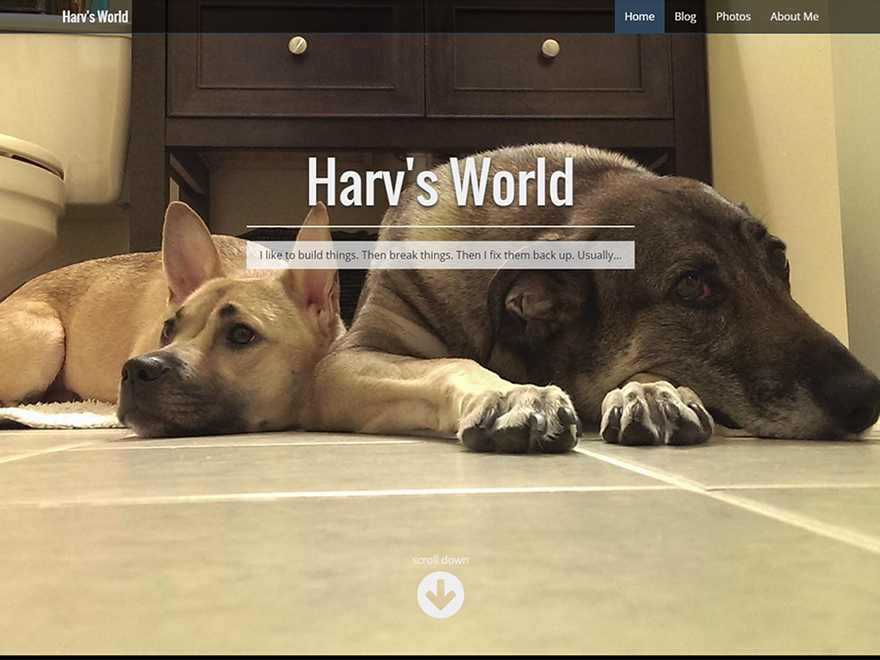 Harv's World
Home Blog Photos About Me
Harv's World
I like to build things. Then break things. Then I fix them back up. Usually...
scroll down